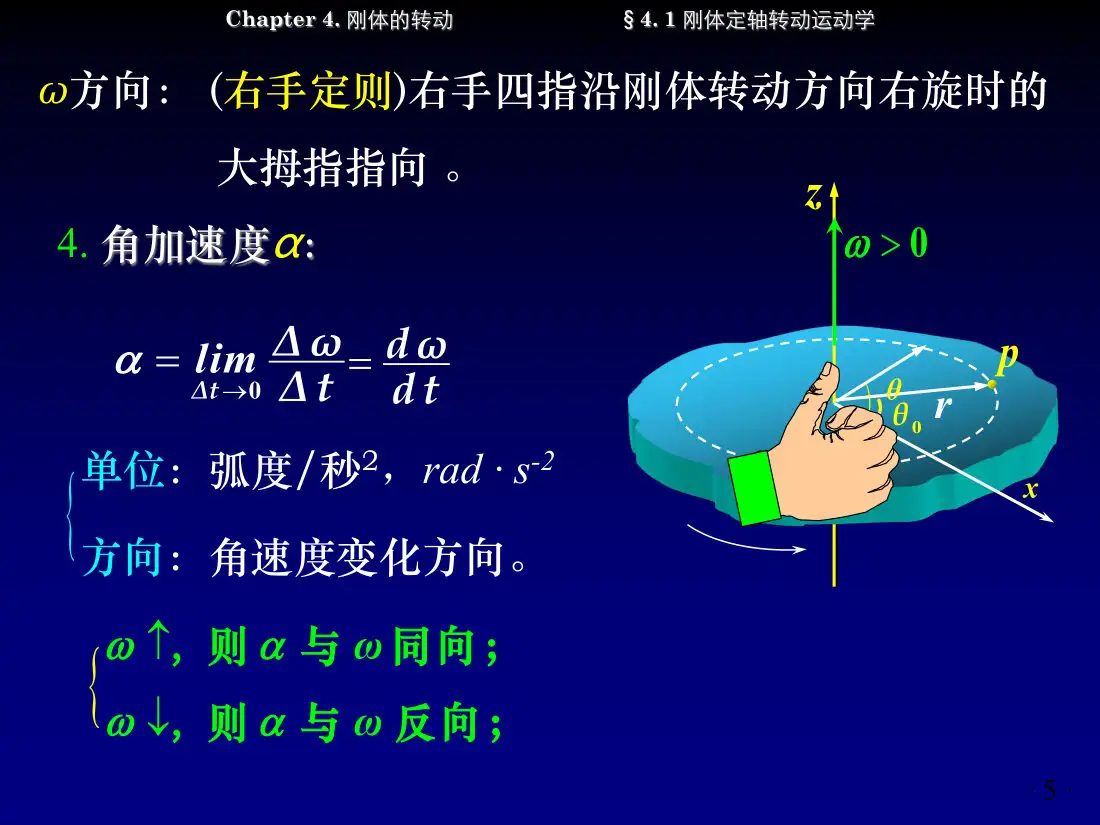 Chapter 4. 刚体的转动 §4. 1 刚体定轴转动运动学
ω方向：(右手定则)右手四指沿刚体转动方向右旋时的
大拇指指向 。
4. 角加速度α:
α = lim Δt→0 Δω/Δt = dω/dt
单位：弧度/秒²，rad · s⁻²
方向：角速度变化方向。
ω ↑，则 α 与 ω 同向；
ω ↓，则 α 与 ω 反向；
z
ω > 0
p
θ
θ₀
r
x
· 5 ·